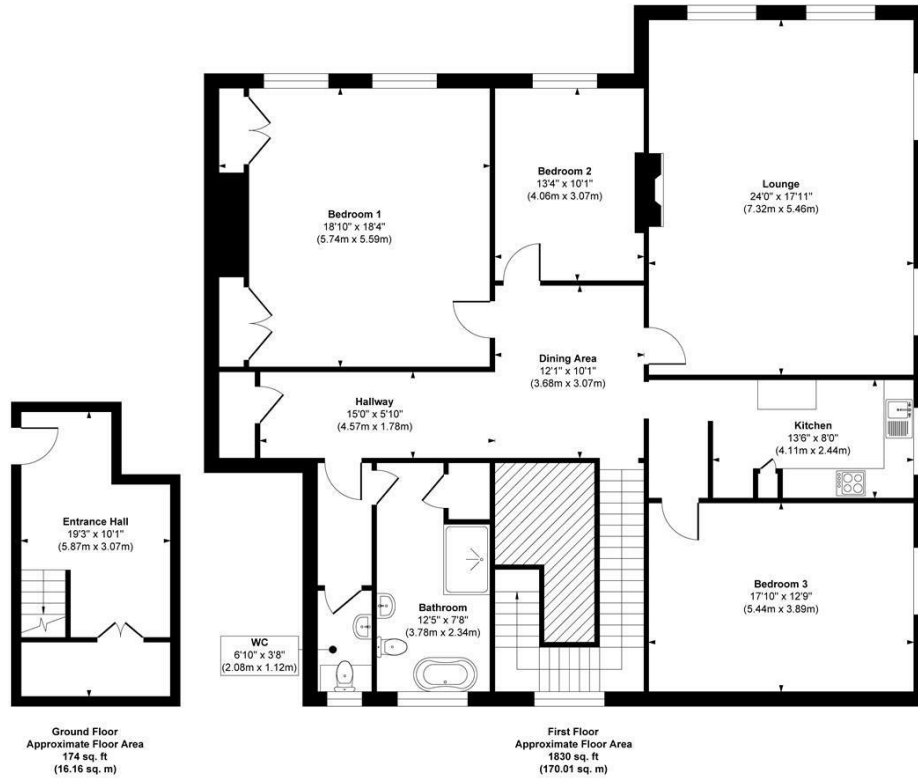 Bedroom 1
18'10" x 18'4"
(5.74m x 5.59m)
Bedroom 2
13'4" x 10'1"
(4.06m x 3.07m)
Lounge
24'0" x 17'11"
(7.32m x 5.46m)
Dining Area
12'1" x 10'1"
(3.68m x 3.07m)
Hallway
15'0" x 5'10"
(4.57m x 1.78m)
Kitchen
13'6" x 8'0"
(4.11m x 2.44m)
Entrance Hall
19'3" x 10'1"
(5.87m x 3.07m)
Bedroom 3
17'10" x 12'9"
(5.44m x 3.89m)
Bathroom
12'5" x 7'8"
(3.78m x 2.34m)
WC
6'10" x 3'8"
(2.08m x 1.12m)
Ground Floor
Approximate Floor Area
174 sq. ft
(16.16 sq. m)
First Floor
Approximate Floor Area
1830 sq. ft
(170.01 sq. m)